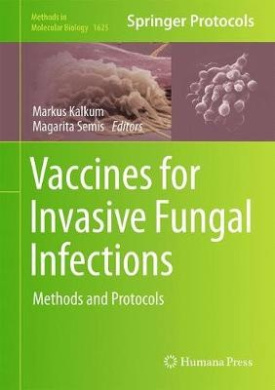 Methods in
Molecular Biology 1625
Springer Protocols
Markus Kalkum
Magarita Semis Editors
Vaccines for
Invasive Fungal
Infections
Methods and Protocols
Humana Press